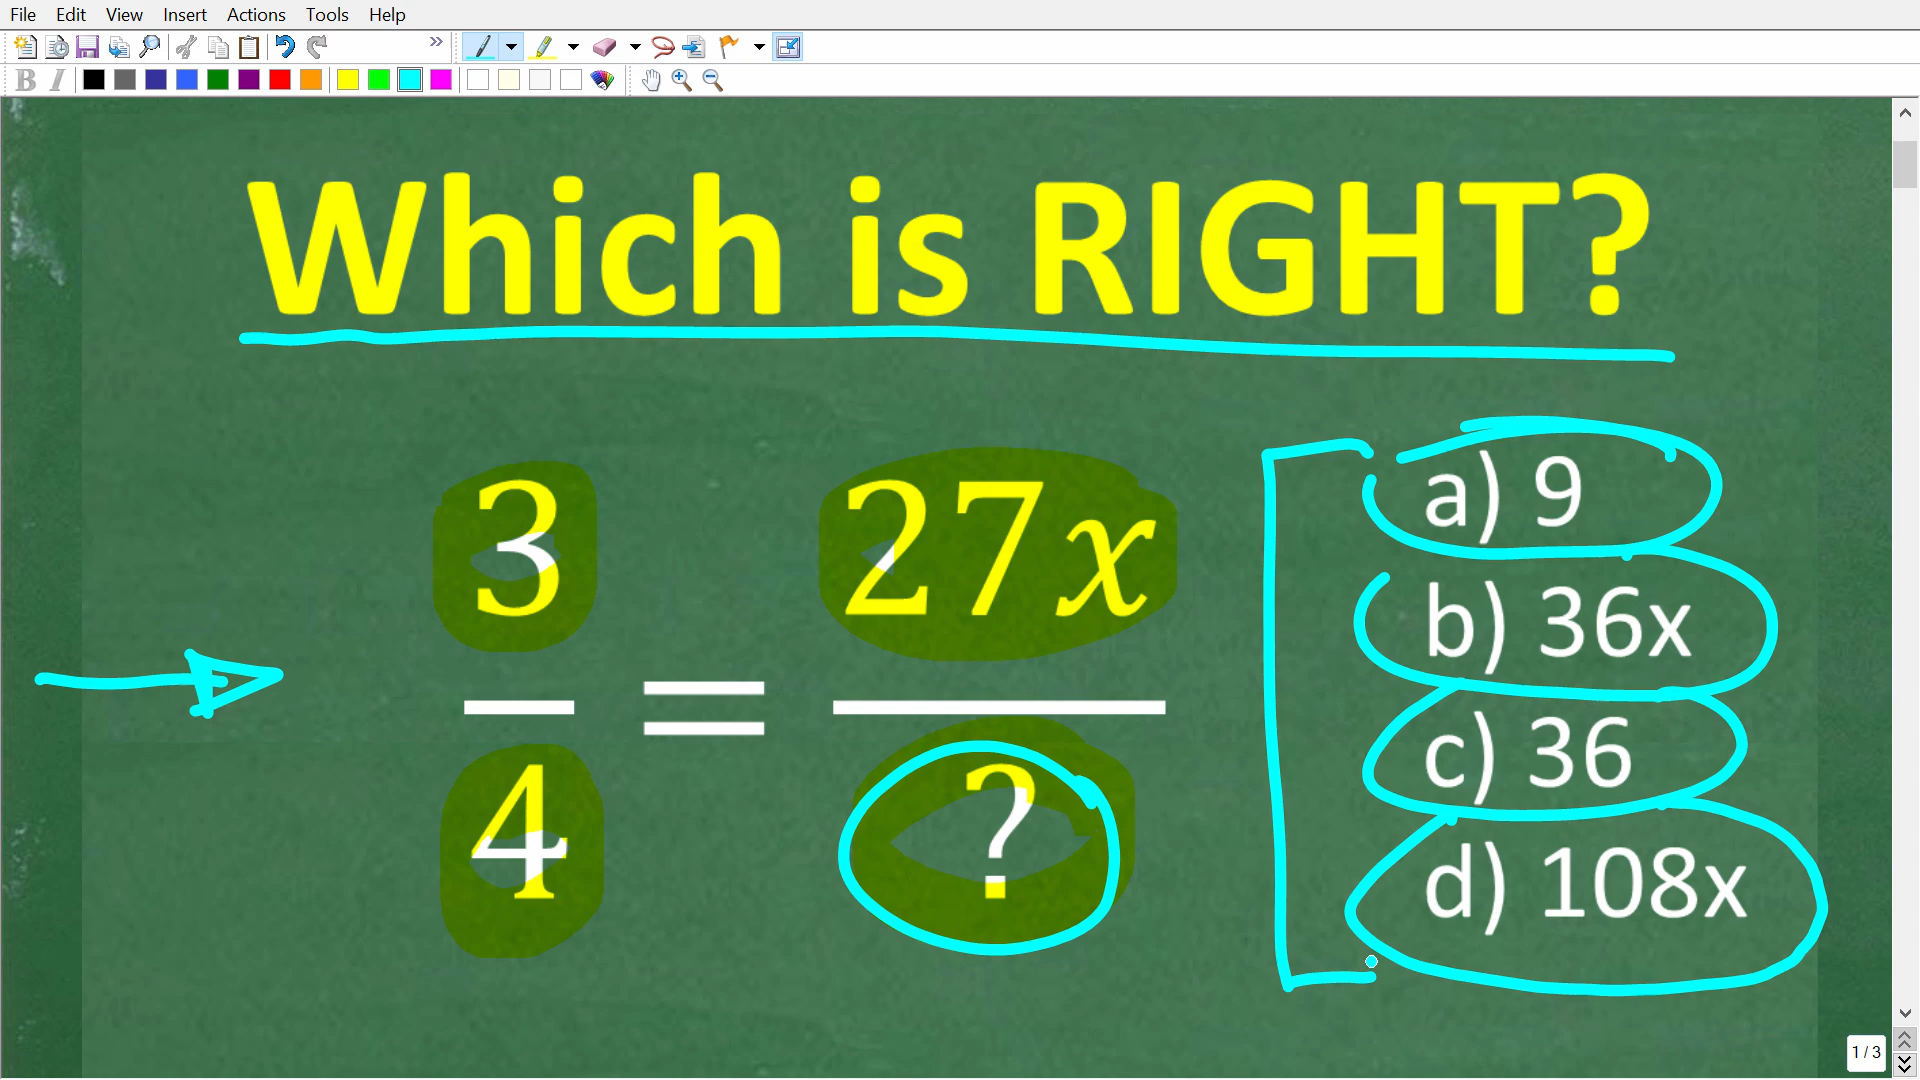 File Edit View Insert Actions Tools Help
B I
Which is RIGHT?
3/4 = 27x/?
a) 9
b) 36x
c) 36
d) 108x
1 / 3